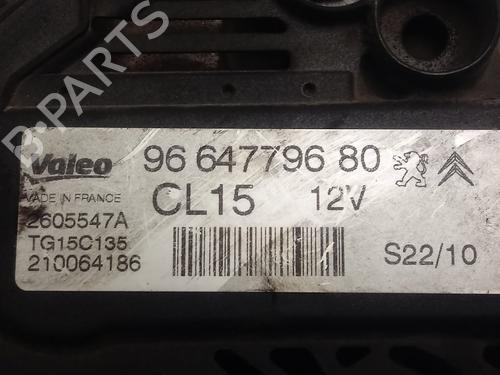 B-PARTS
Valeo
96 647796 80
MADE IN FRANCE
CL15 12V
2605547A
TG15C135
210064186
S22/10